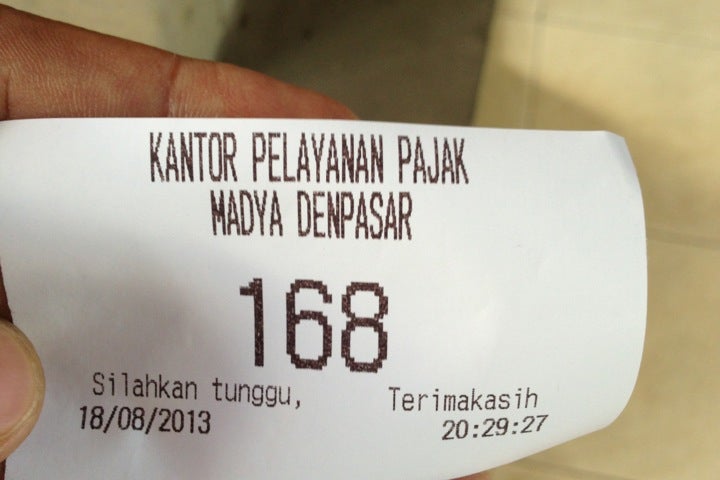 KANTOR PELAYANAN PAJAK
MADYA DENPASAR
168
Silahkan tunggu, Terimakasih
18/08/2013 20:29:27